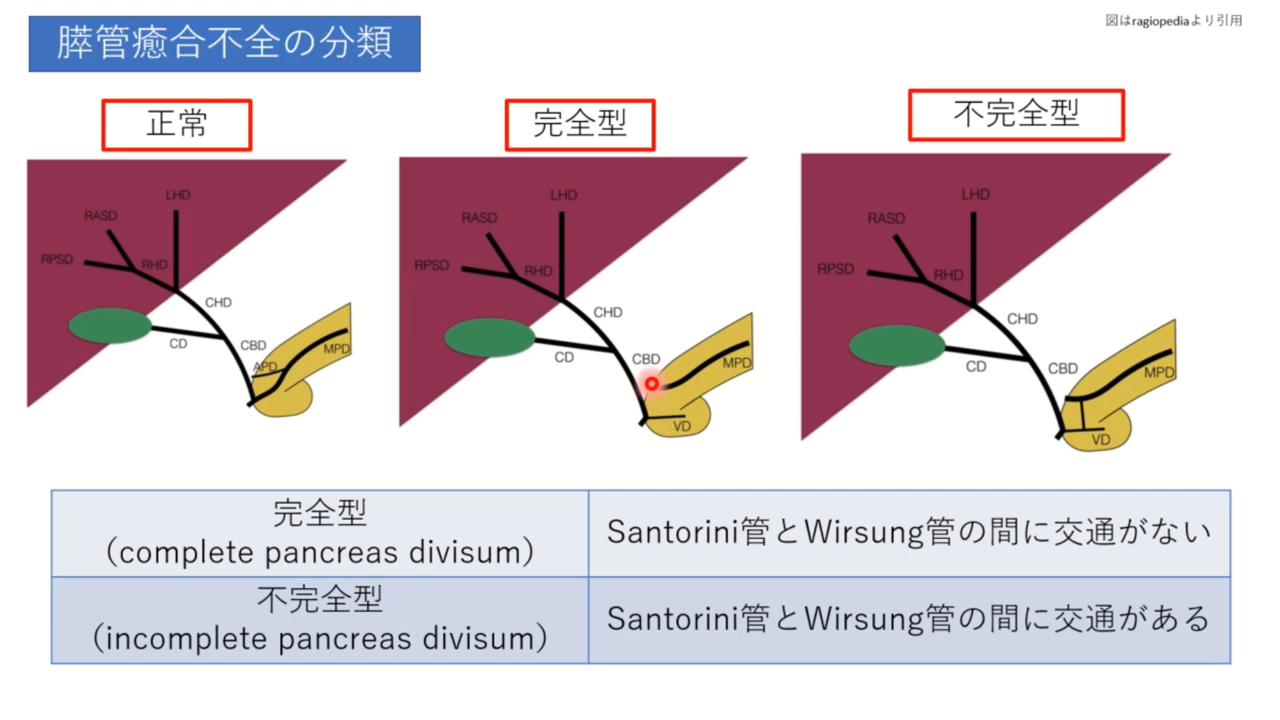 図はragiopediaより引用
膵管癒合不全の分類
正常
完全型
不完全型
LHD
RASD
RPSD
RHD
CHD
CD
CBD
APD
MPD
LHD
RASD
RPSD
RHD
CHD
CD
CBD
MPD
VD
LHD
RASD
RPSD
RHD
CHD
CD
CBD
MPD
VD
完全型
（complete pancreas divisum）
Santorini管とWirsung管の間に交通がない
不完全型
（incomplete pancreas divisum）
Santorini管とWirsung管の間に交通がある